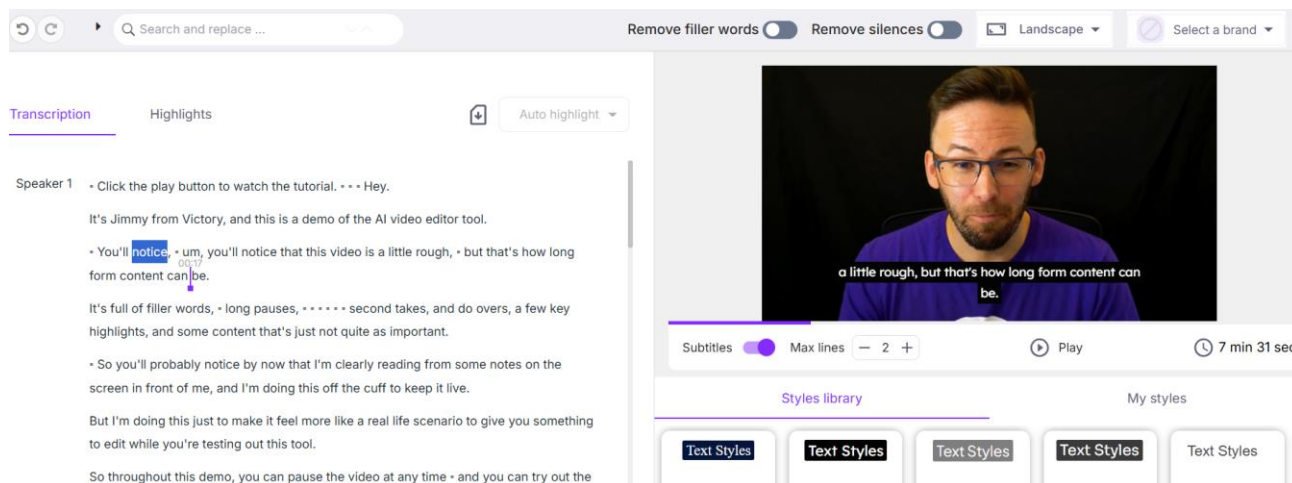 Search and replace ...
Remove filler words
Remove silences
Landscape
Select a brand
Transcription
Highlights
Auto highlight
Speaker 1
• Click the play button to watch the tutorial. • • • Hey.
It's Jimmy from Victory, and this is a demo of the AI video editor tool.
• You'll notice, • um, you'll notice that this video is a little rough, • but that's how long
00:17
form content can be.
It's full of filler words, • long pauses, • • • • • • second takes, and do overs, a few key
highlights, and some content that's just not quite as important.
• So you'll probably notice by now that I'm clearly reading from some notes on the
screen in front of me, and I'm doing this off the cuff to keep it live.
But I'm doing this just to make it feel more like a real life scenario to give you something
to edit while you're testing out this tool.
So throughout this demo, you can pause the video at any time • and you can try out the
a little rough, but that's how long form content can
be.
Subtitles
Max lines − 2 +
Play
7 min 31 sec
Styles library
My styles
Text Styles
Text Styles
Text Styles
Text Styles
Text Styles